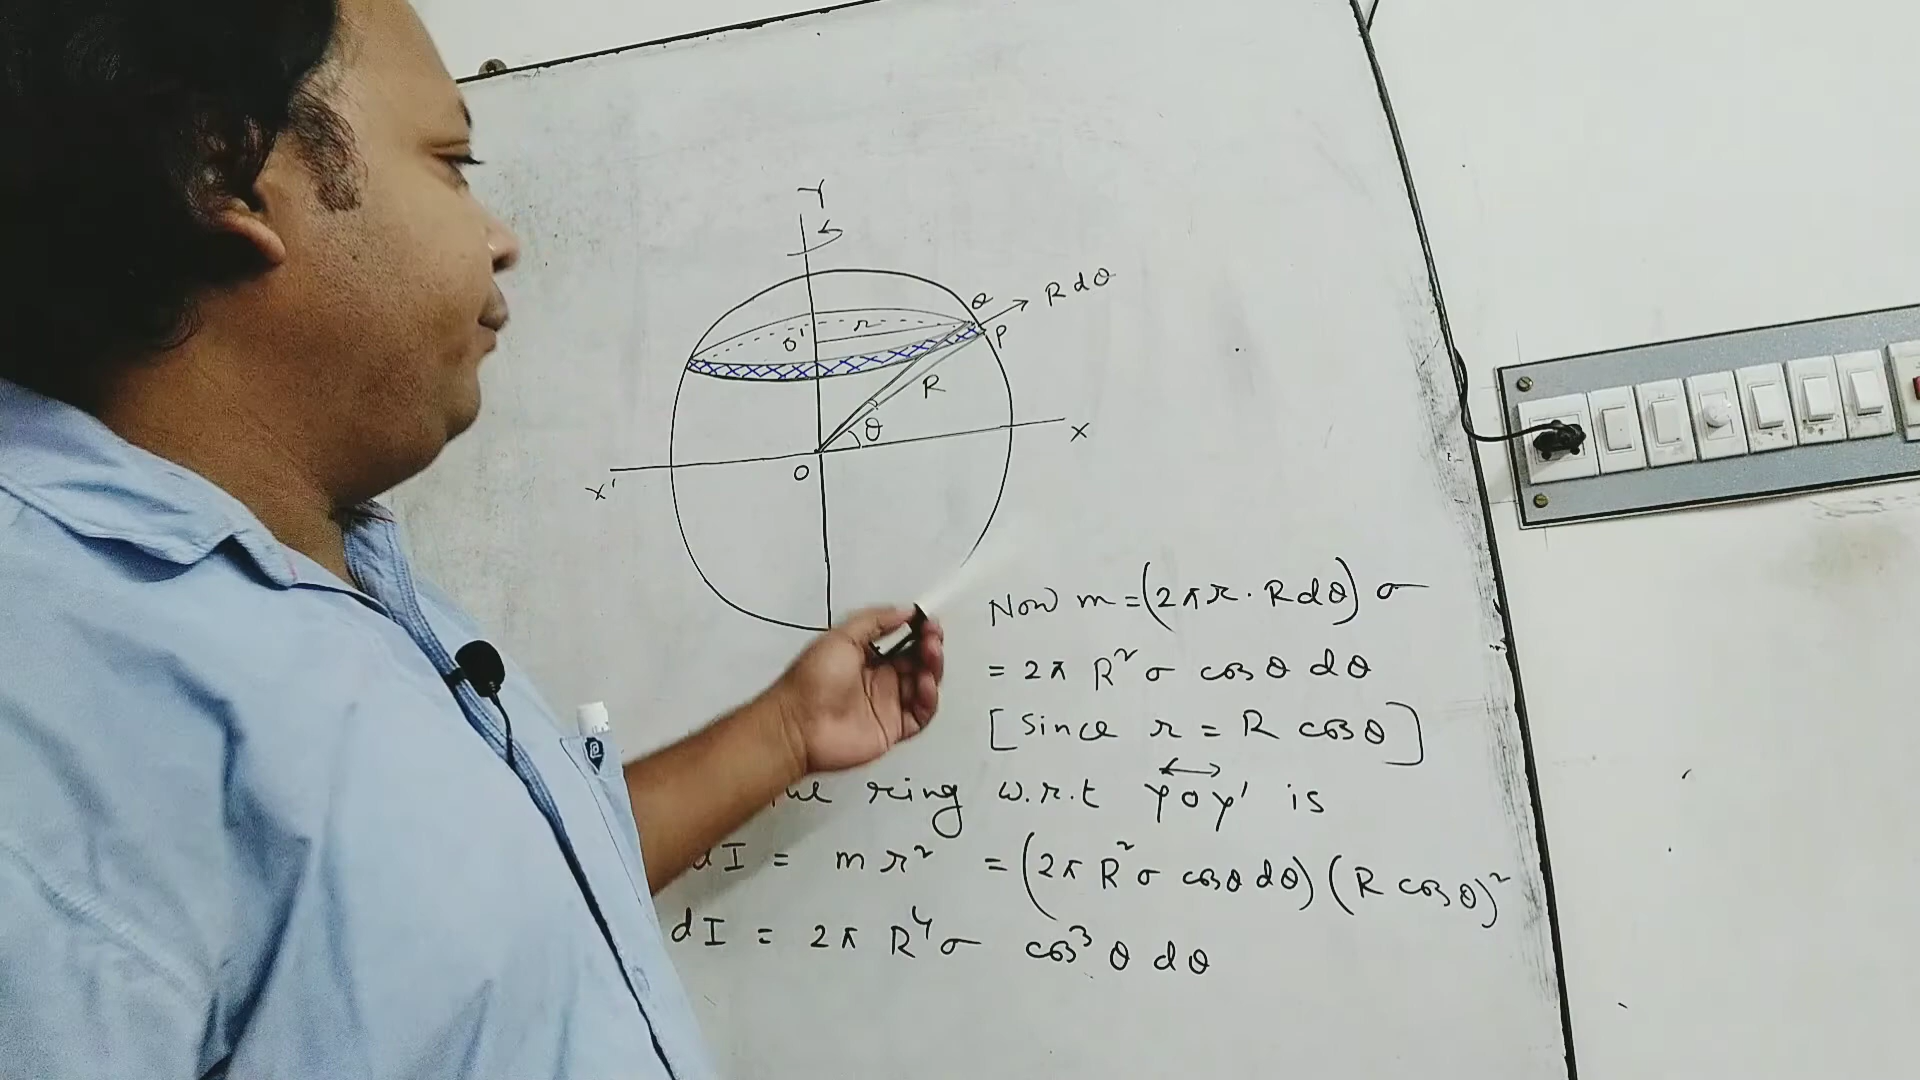 Y
R dθ
Q
P
r
O'
R
θ
X
O
X'
Now m = (2πr · R dθ) σ
= 2π R² σ cos θ dθ
[Since r = R cos θ]
ring w.r.t YOY' is
dI = m r² = (2π R² σ cos θ dθ) (R cos θ)²
dI = 2π R⁴ σ cos³ θ dθ